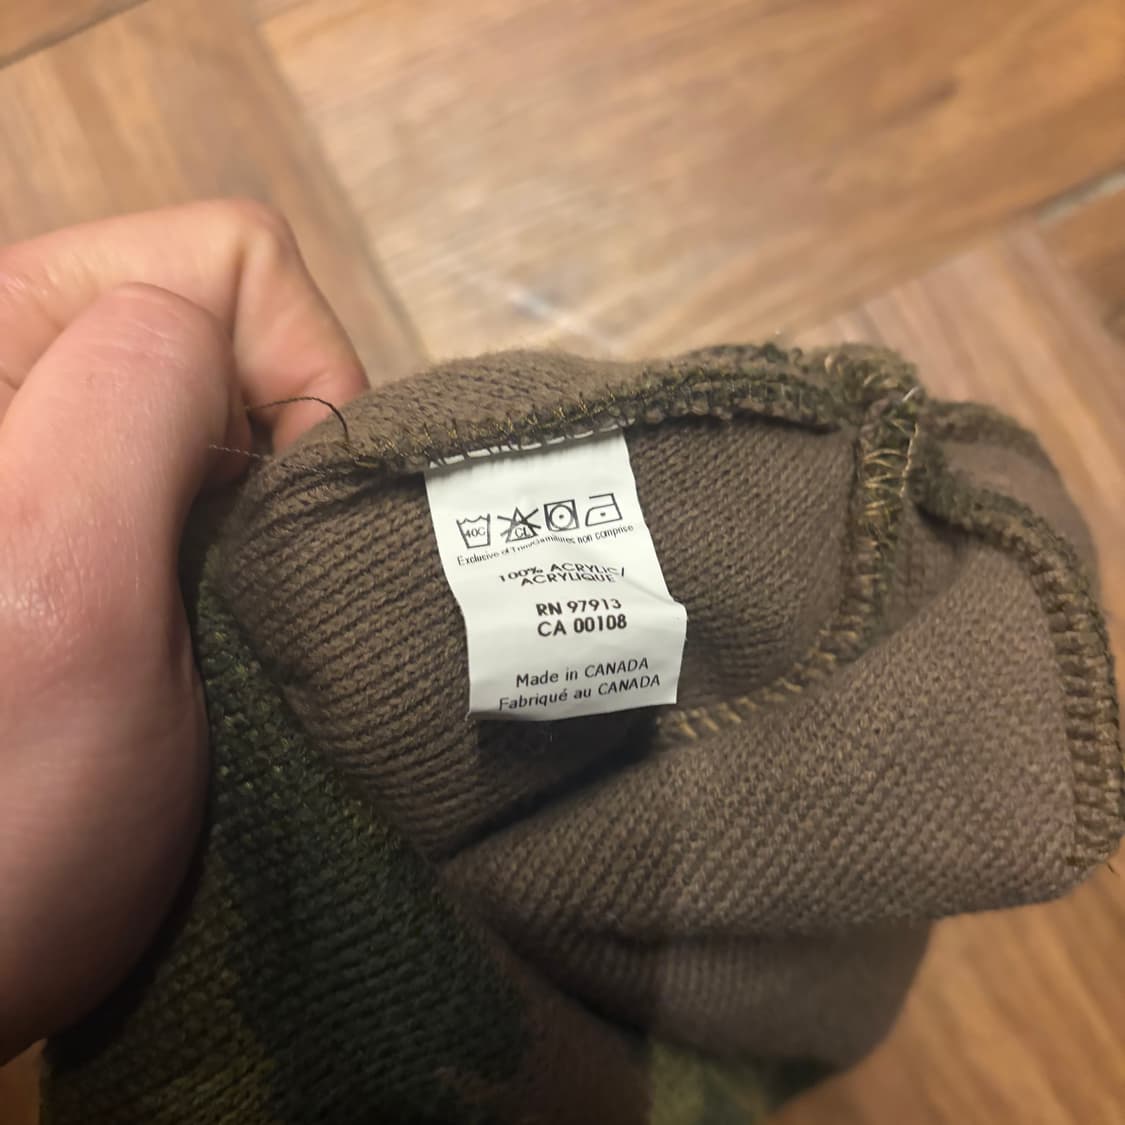 40C CL
Exclusive of Trim/Garnitures non comprise
100% ACRYLIC/
ACRYLIQUE
RN 97913
CA 00108
Made in CANADA
Fabriqué au CANADA